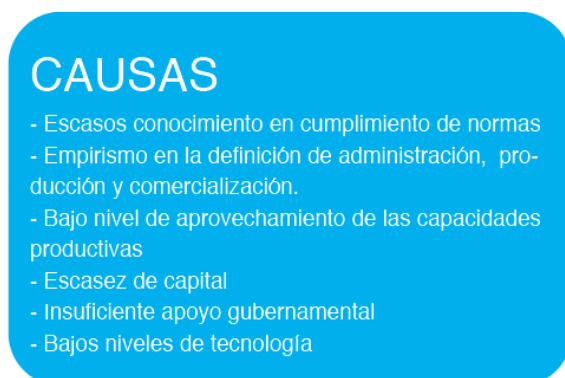 CAUSAS
- Escasos conocimiento en cumplimiento de normas
- Empirismo en la definición de administración, pro-
ducción y comercialización.
- Bajo nivel de aprovechamiento de las capacidades
productivas
- Escasez de capital
- Insuficiente apoyo gubernamental
- Bajos niveles de tecnología